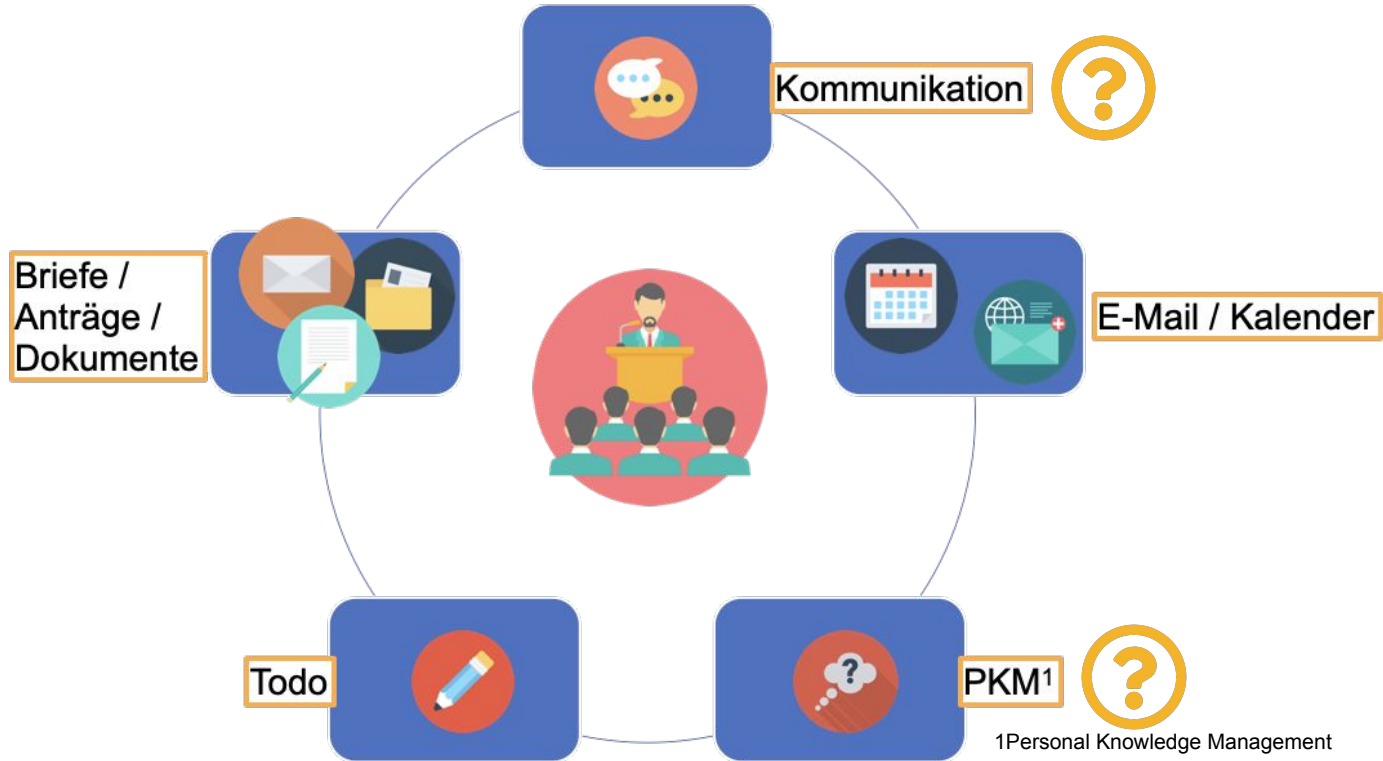 Kommunikation
?
Briefe /
Anträge /
Dokumente
E-Mail / Kalender
Todo
?
PKM¹
?
1Personal Knowledge Management